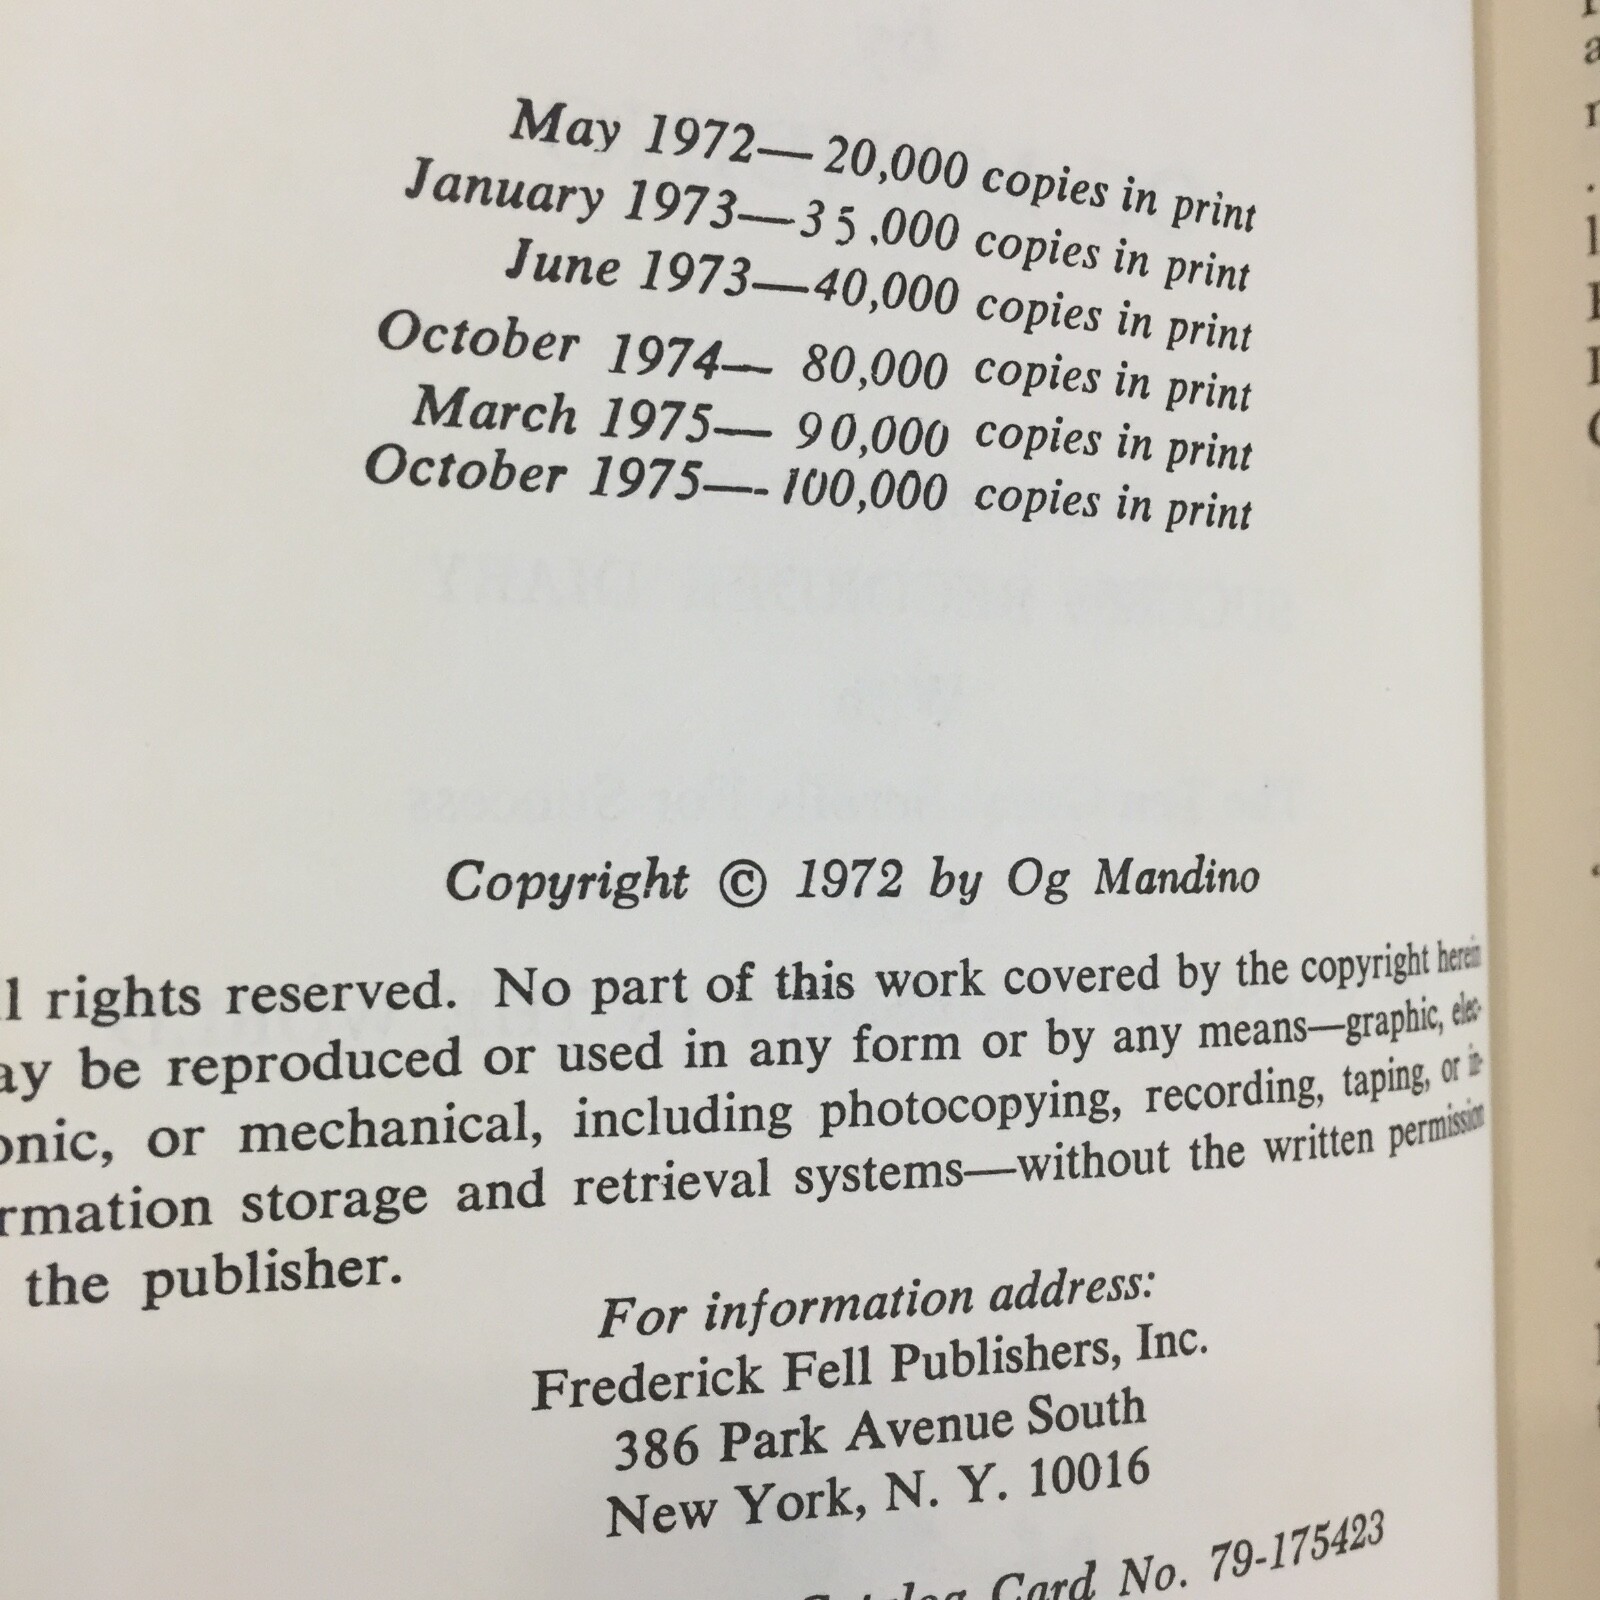 May 1972—20,000 copies in print
January 1973—35,000 copies in print
June 1973—40,000 copies in print
October 1974— 80,000 copies in print
March 1975— 90,000 copies in print
October 1975—-100,000 copies in print
Copyright © 1972 by Og Mandino
ll rights reserved. No part of this work covered by the copyright herein
ay be reproduced or used in any form or by any means—graphic, elec-
onic, or mechanical, including photocopying, recording, taping, or in-
rmation storage and retrieval systems—without the written permission
the publisher.
For information address:
Frederick Fell Publishers, Inc.
386 Park Avenue South
New York, N. Y. 10016
Catalog Card No. 79-175423